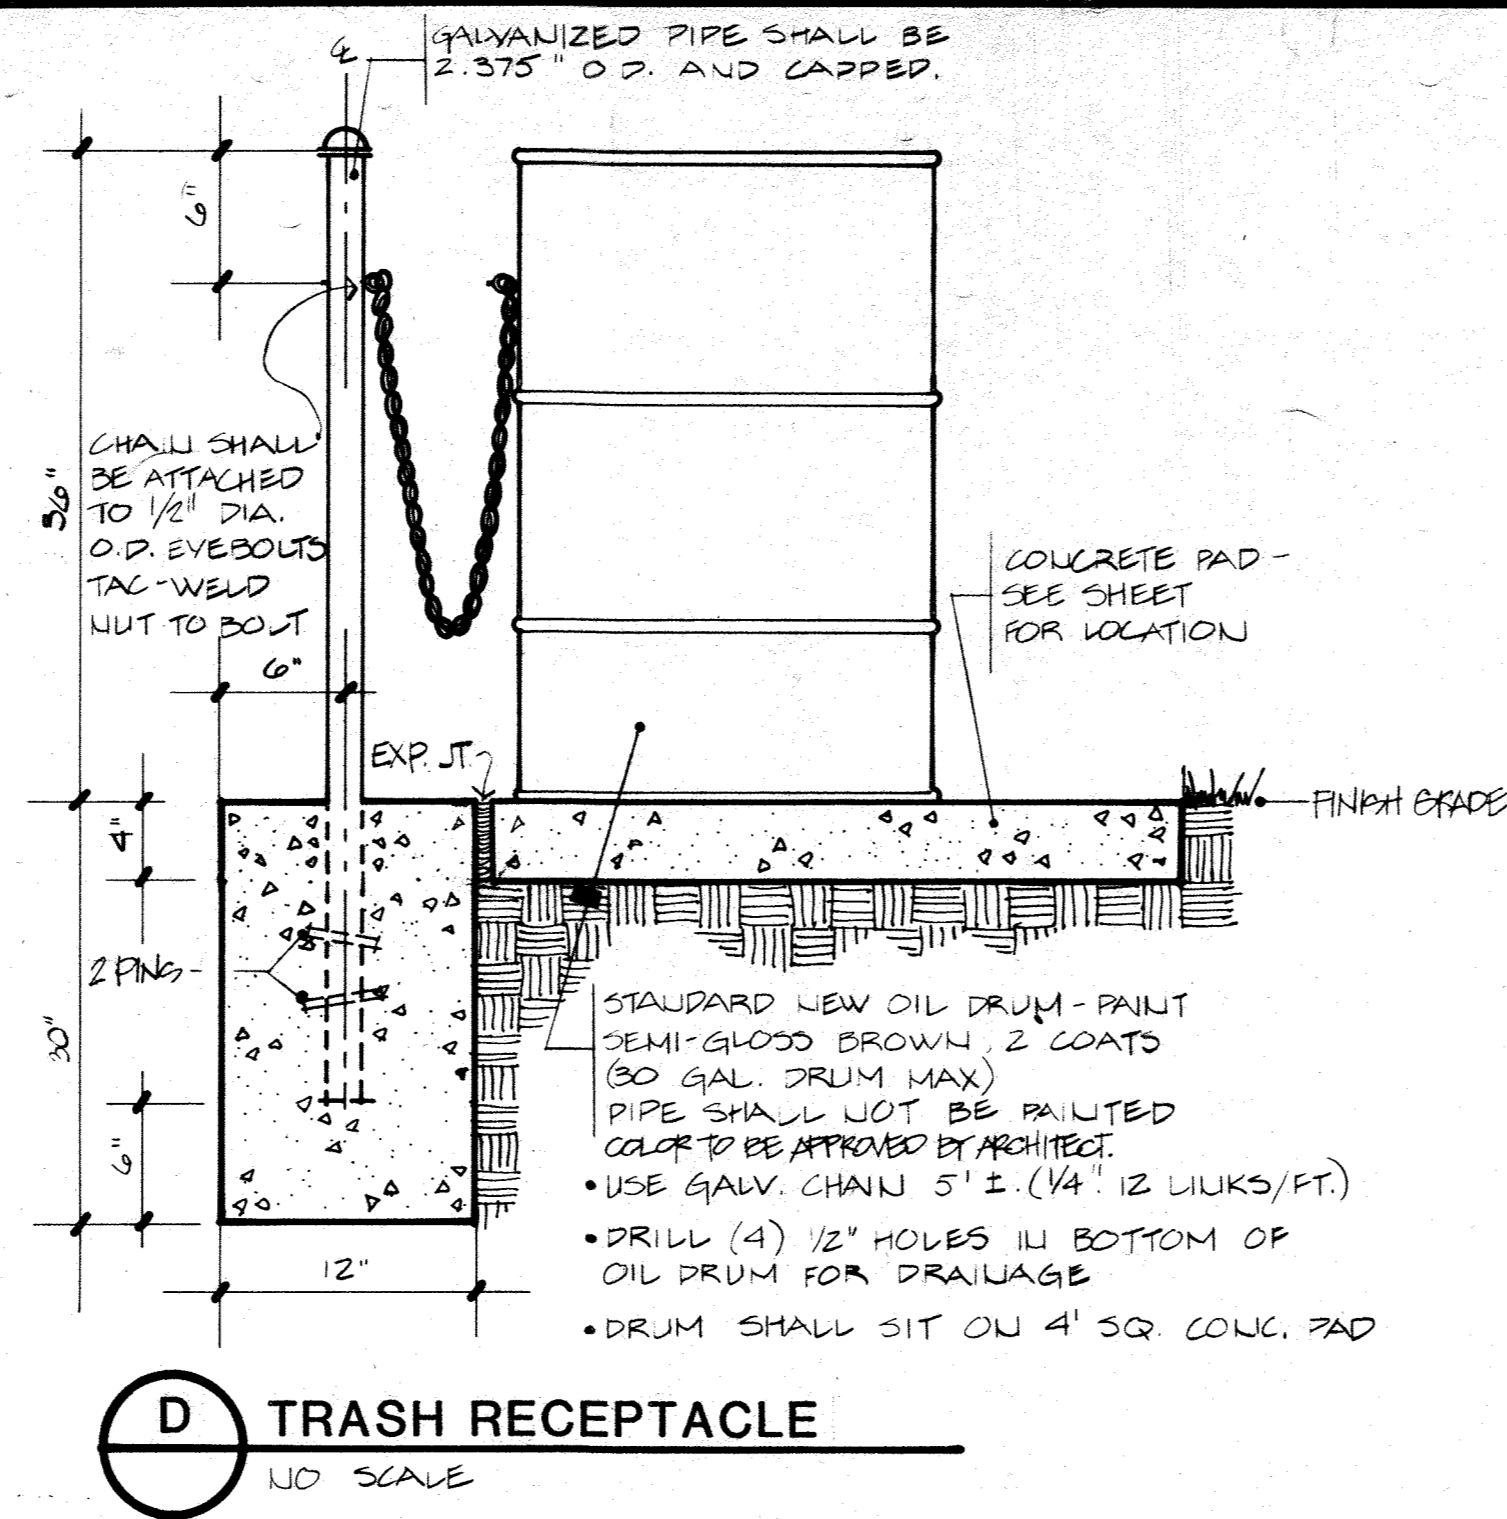 ℄
GALVANIZED PIPE SHALL BE
2.375" O.D. AND CAPPED.
6"
36"
CHAIN SHALL
BE ATTACHED
TO 1/2" DIA.
O.D. EYEBOLTS
TAC-WELD
NUT TO BOLT
6"
CONCRETE PAD -
SEE SHEET
FOR LOCATION
EXP. JT.
FINISH GRADE
4"
2 PINS
30"
6"
12"
STANDARD NEW OIL DRUM - PAINT
SEMI-GLOSS BROWN, 2 COATS
(30 GAL. DRUM MAX)
PIPE SHALL NOT BE PAINTED
COLOR TO BE APPROVED BY ARCHITECT.
• USE GALV. CHAIN 5' ±. (1/4" 12 LINKS/FT.)
• DRILL (4) 1/2" HOLES IN BOTTOM OF
OIL DRUM FOR DRAINAGE
• DRUM SHALL SIT ON 4' SQ. CONC. PAD
D
TRASH RECEPTACLE
NO SCALE